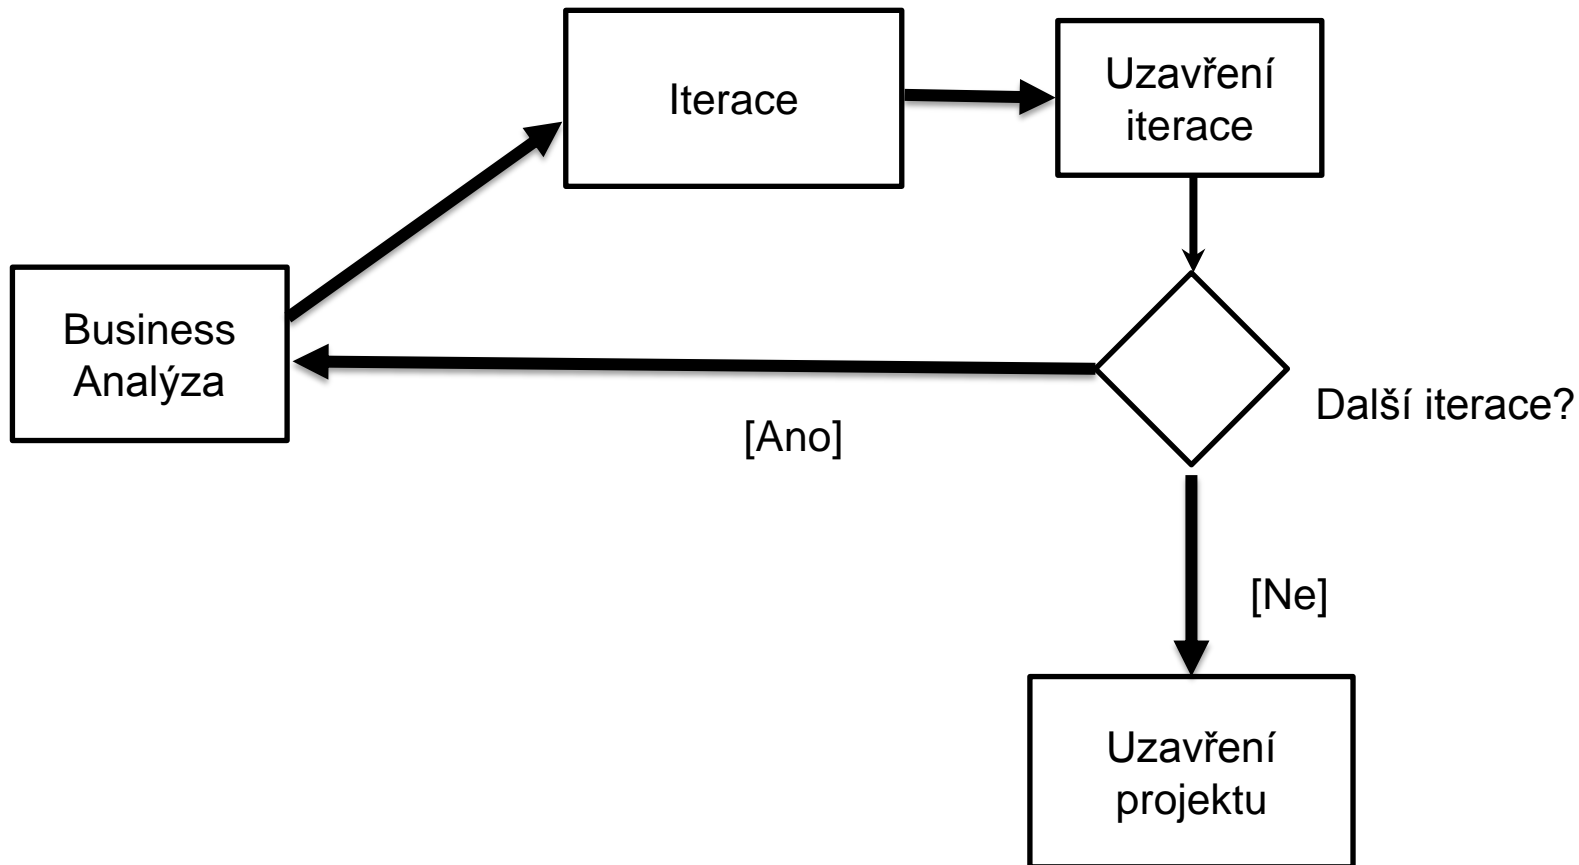 Iterace
Uzavření
iterace
Business
Analýza
Další iterace?
[Ano]
[Ne]
Uzavření
projektu